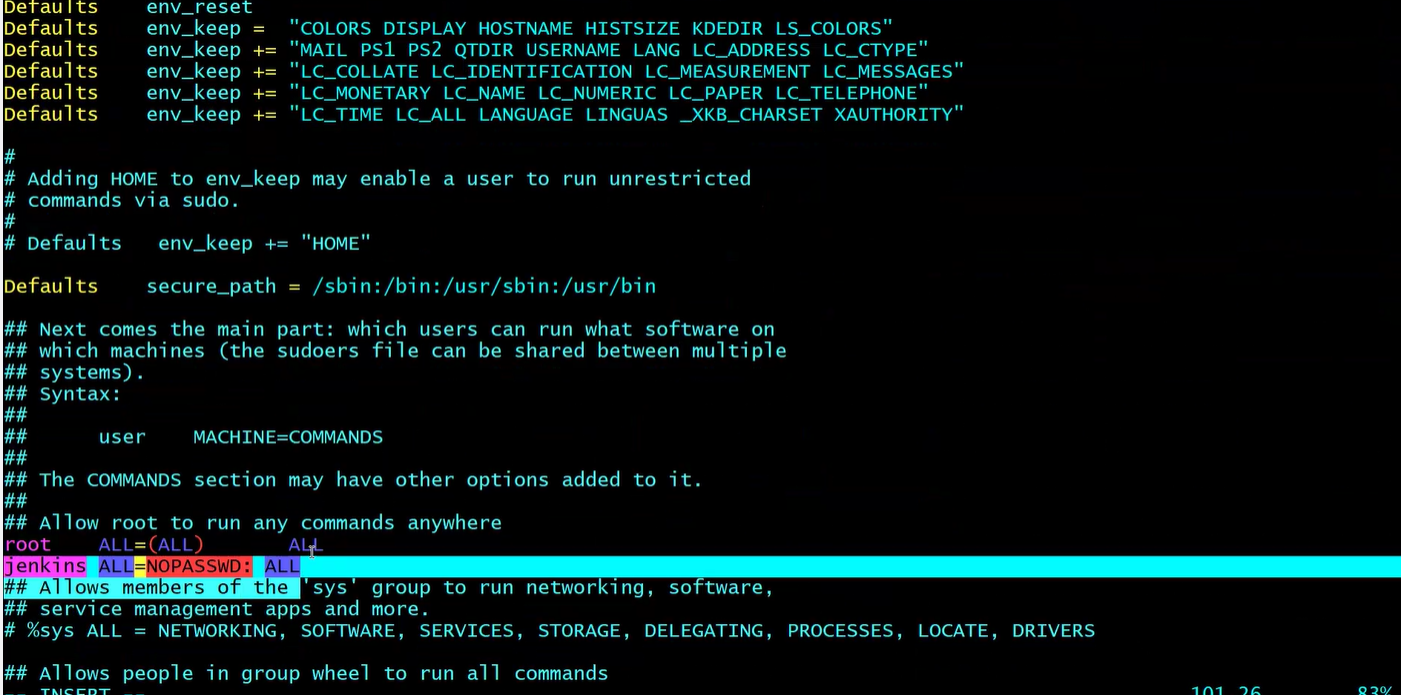 Defaults    env_reset
Defaults    env_keep =  "COLORS DISPLAY HOSTNAME HISTSIZE KDEDIR LS_COLORS"
Defaults    env_keep += "MAIL PS1 PS2 QTDIR USERNAME LANG LC_ADDRESS LC_CTYPE"
Defaults    env_keep += "LC_COLLATE LC_IDENTIFICATION LC_MEASUREMENT LC_MESSAGES"
Defaults    env_keep += "LC_MONETARY LC_NAME LC_NUMERIC LC_PAPER LC_TELEPHONE"
Defaults    env_keep += "LC_TIME LC_ALL LANGUAGE LINGUAS _XKB_CHARSET XAUTHORITY"
#
# Adding HOME to env_keep may enable a user to run unrestricted
# commands via sudo.
#
# Defaults   env_keep += "HOME"
Defaults    secure_path = /sbin:/bin:/usr/sbin:/usr/bin
## Next comes the main part: which users can run what software on
## which machines (the sudoers file can be shared between multiple
## systems).
## Syntax:
##
##      user    MACHINE=COMMANDS
##
## The COMMANDS section may have other options added to it.
##
## Allow root to run any commands anywhere
root    ALL=(ALL)       ALL
jenkins ALL=NOPASSWD: ALL
## Allows members of the 'sys' group to run networking, software,
## service management apps and more.
# %sys ALL = NETWORKING, SOFTWARE, SERVICES, STORAGE, DELEGATING, PROCESSES, LOCATE, DRIVERS
## Allows people in group wheel to run all commands
-- INSERT --                                                    101,26        83%